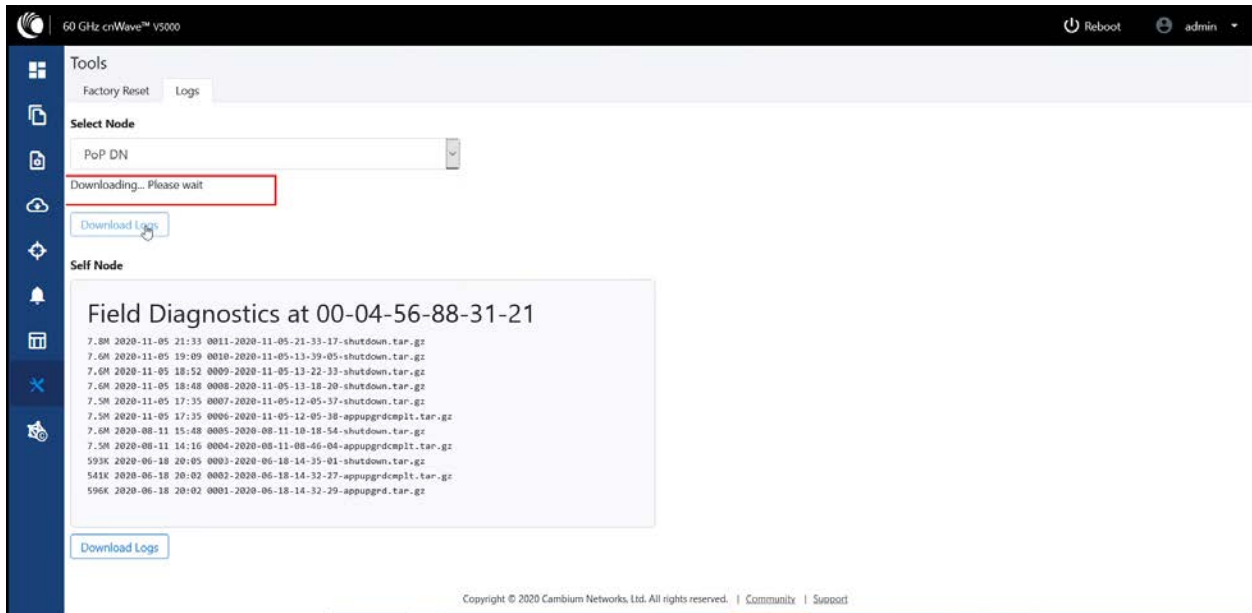 60 GHz cnWave™ V5000
Reboot
admin
Tools
Factory Reset Logs
Select Node
PoP DN
Downloading... Please wait
Download Logs
Self Node
Field Diagnostics at 00-04-56-88-31-21
7.8M 2020-11-05 21:33 0011-2020-11-05-21-33-17-shutdown.tar.gz
7.6M 2020-11-05 19:09 0010-2020-11-05-13-39-05-shutdown.tar.gz
7.6M 2020-11-05 18:52 0009-2020-11-05-13-22-33-shutdown.tar.gz
7.6M 2020-11-05 18:48 0008-2020-11-05-13-18-20-shutdown.tar.gz
7.5M 2020-11-05 17:35 0007-2020-11-05-12-05-37-shutdown.tar.gz
7.5M 2020-11-05 17:35 0006-2020-11-05-12-05-38-appupgrdcmplt.tar.gz
7.6M 2020-08-11 15:48 0005-2020-08-11-10-18-54-shutdown.tar.gz
7.5M 2020-08-11 14:16 0004-2020-08-11-08-46-04-appupgrdcmplt.tar.gz
593K 2020-06-18 20:05 0003-2020-06-18-14-35-01-shutdown.tar.gz
541K 2020-06-18 20:02 0002-2020-06-18-14-32-27-appupgrdcmplt.tar.gz
596K 2020-06-18 20:02 0001-2020-06-18-14-32-29-appupgrd.tar.gz
Download Logs
Copyright © 2020 Cambium Networks, Ltd. All rights reserved. | Community | Support